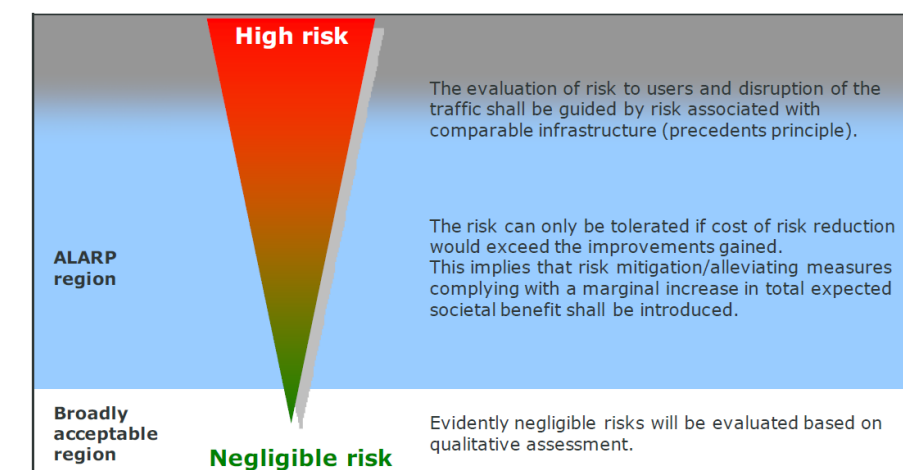 High risk
The evaluation of risk to users and disruption of the
traffic shall be guided by risk associated with
comparable infrastructure (precedents principle).
ALARP
region
The risk can only be tolerated if cost of risk reduction
would exceed the improvements gained.
This implies that risk mitigation/alleviating measures
complying with a marginal increase in total expected
societal benefit shall be introduced.
Broadly
acceptable
region
Evidently negligible risks will be evaluated based on
qualitative assessment.
Negligible risk